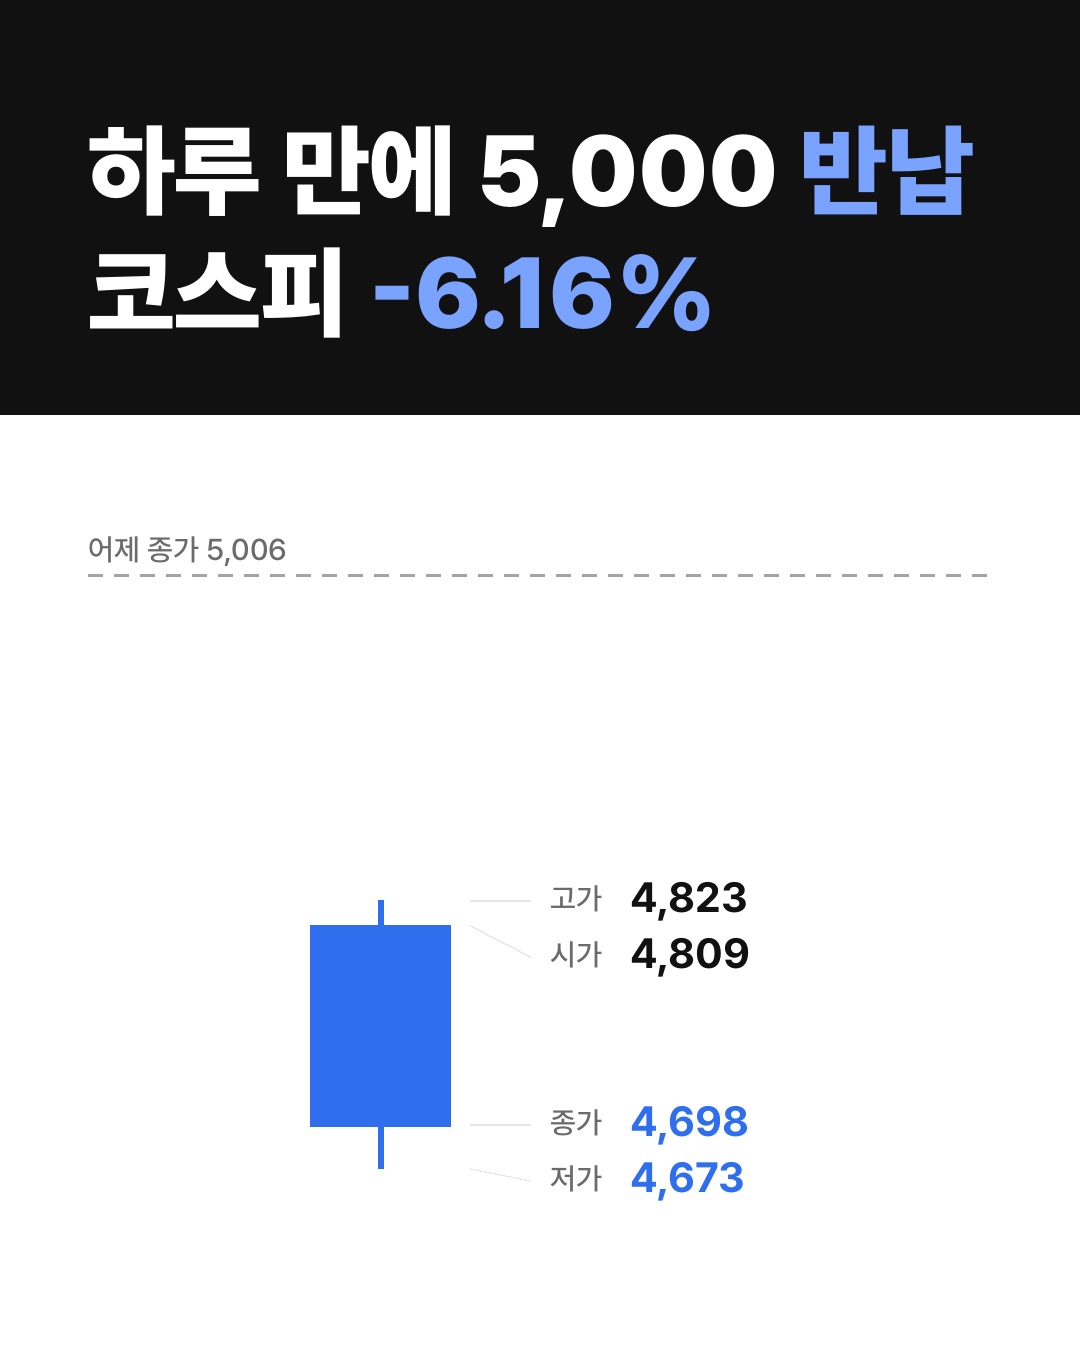 하루 만에 5,000 반납
코스피 -6.16%
어제 종가 5,006
고가 4,823
시가 4,809
종가 4,698
저가 4,673